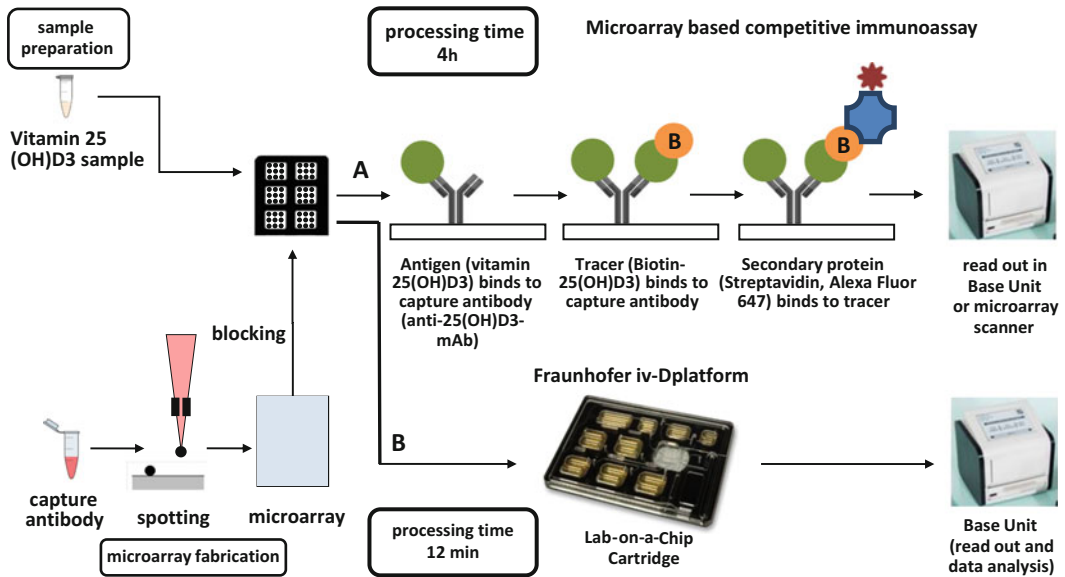 sample
preparation
Vitamin 25
(OH)D3 sample
processing time
4h
Microarray based competitive immunoassay
A
B
B
Antigen (vitamin
25(OH)D3) binds to
capture antibody
(anti-25(OH)D3-
mAb)
Tracer (Biotin-
25(OH)D3) binds to
capture antibody
Secondary protein
(Streptavidin, Alexa Fluor
647) binds to tracer
read out in
Base Unit
or microarray
scanner
blocking
capture
antibody
spotting
microarray
microarray fabrication
B
Fraunhofer iv-Dplatform
processing time
12 min
Lab-on-a-Chip
Cartridge
Base Unit
(read out and
data analysis)